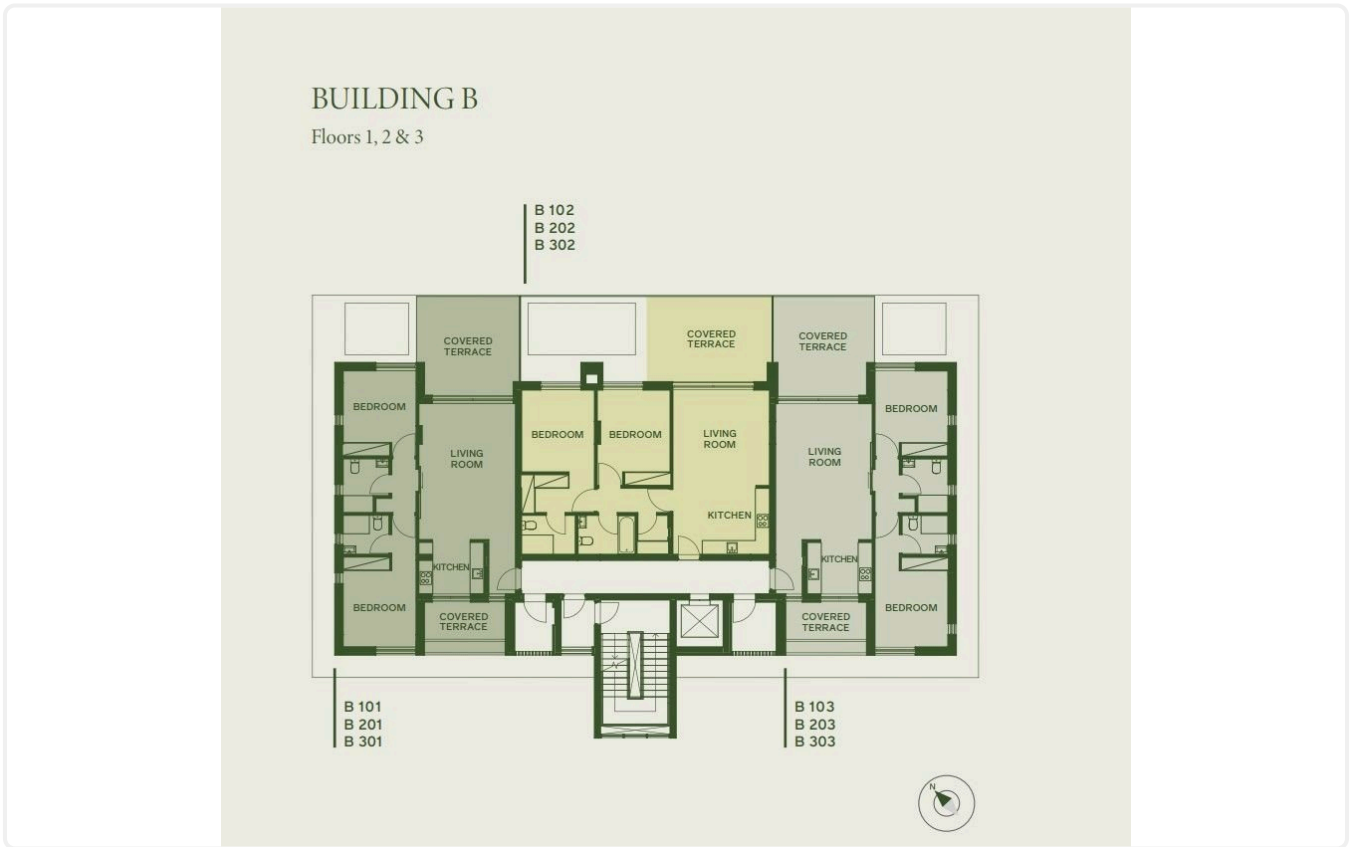 BUILDING B
Floors 1, 2 & 3
B 102
B 202
B 302
COVERED
TERRACE
COVERED
TERRACE
COVERED
TERRACE
BEDROOM
BEDROOM
BEDROOM
BEDROOM
LIVING
ROOM
LIVING
ROOM
LIVING
ROOM
KITCHEN
KITCHEN
KITCHEN
BEDROOM
COVERED
TERRACE
COVERED
TERRACE
BEDROOM
B 101
B 201
B 301
B 103
B 203
B 303
N